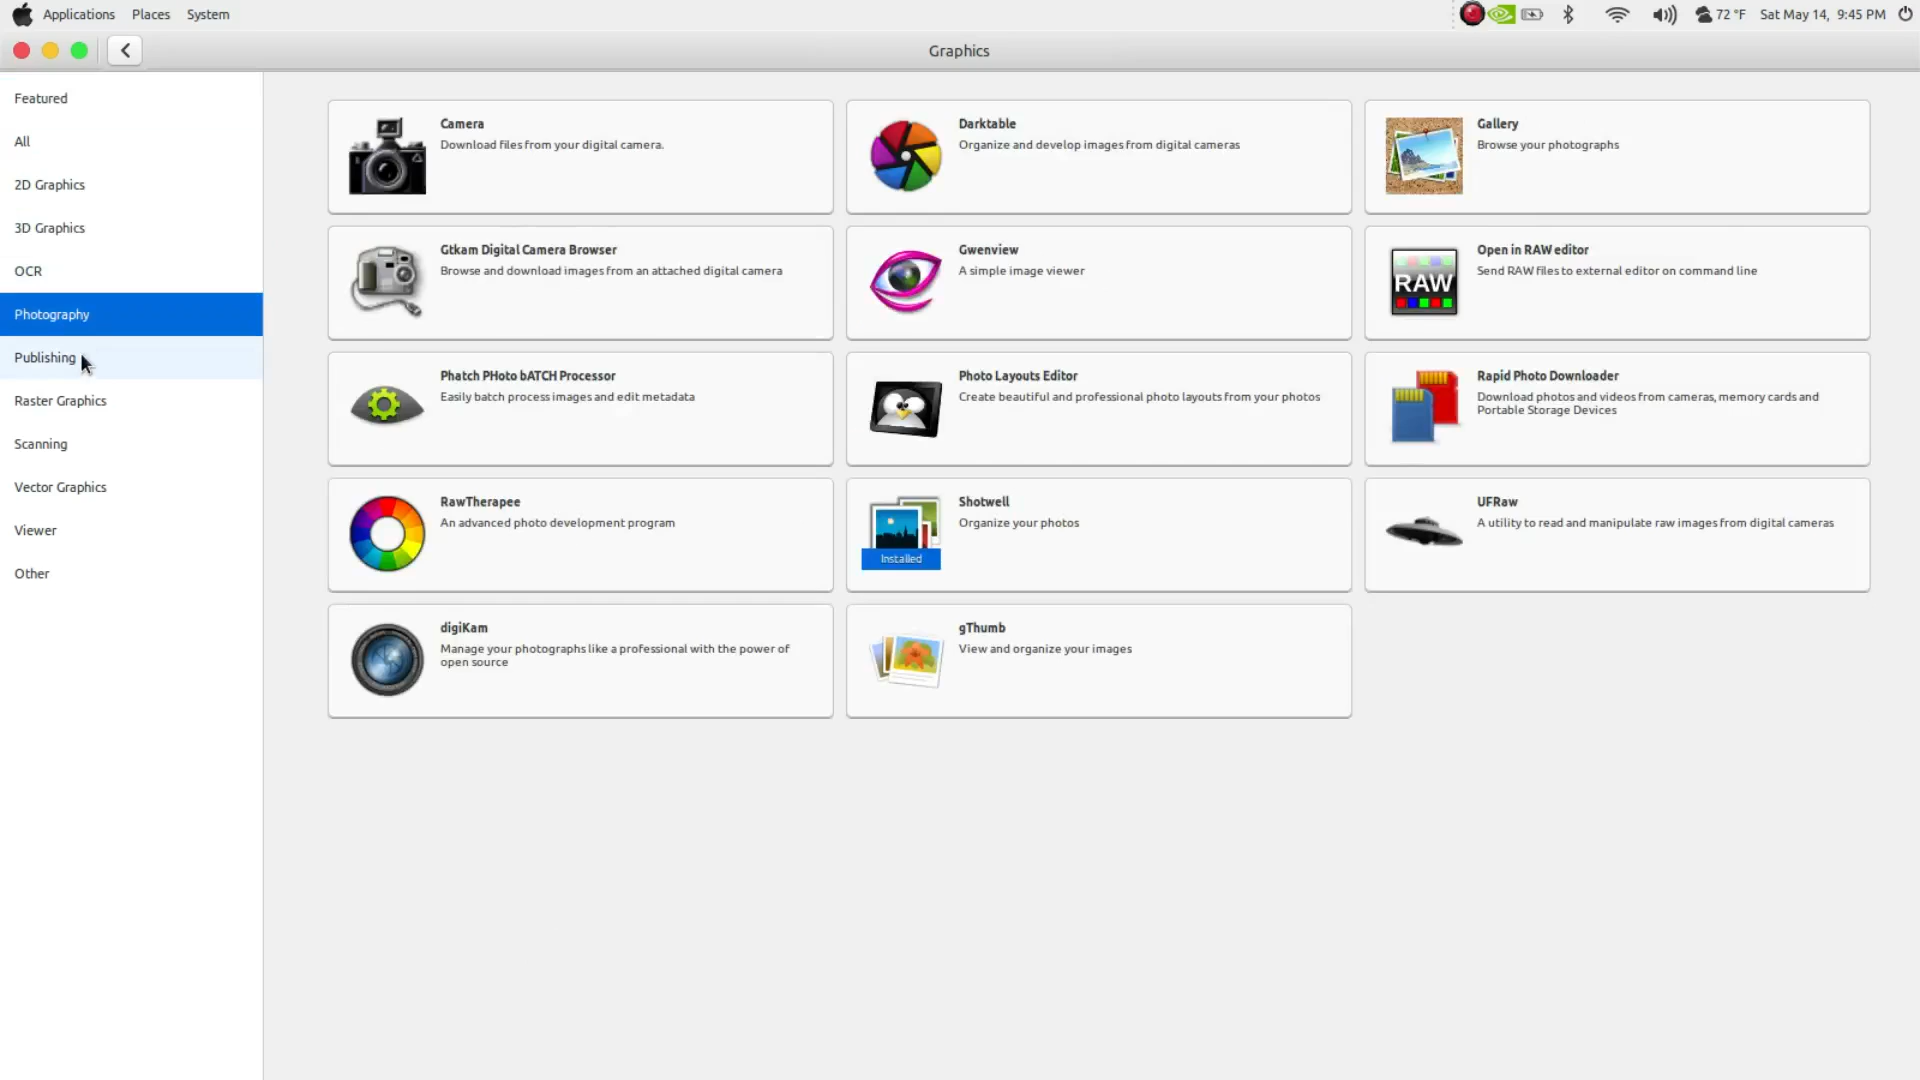 Applications Places System 72 °F Sat May 14, 9:45 PM
Graphics
Featured
All
2D Graphics
3D Graphics
OCR
Photography
Publishing
Raster Graphics
Scanning
Vector Graphics
Viewer
Other
Camera
Download files from your digital camera.
Darktable
Organize and develop images from digital cameras
Gallery
Browse your photographs
Gtkam Digital Camera Browser
Browse and download images from an attached digital camera
Gwenview
A simple image viewer
RAW
Open in RAW editor
Send RAW files to external editor on command line
Phatch PHoto bATCH Processor
Easily batch process images and edit metadata
Photo Layouts Editor
Create beautiful and professional photo layouts from your photos
Rapid Photo Downloader
Download photos and videos from cameras, memory cards and
Portable Storage Devices
RawTherapee
An advanced photo development program
Shotwell
Organize your photos
Installed
UFRaw
A utility to read and manipulate raw images from digital cameras
digiKam
Manage your photographs like a professional with the power of
open source
gThumb
View and organize your images